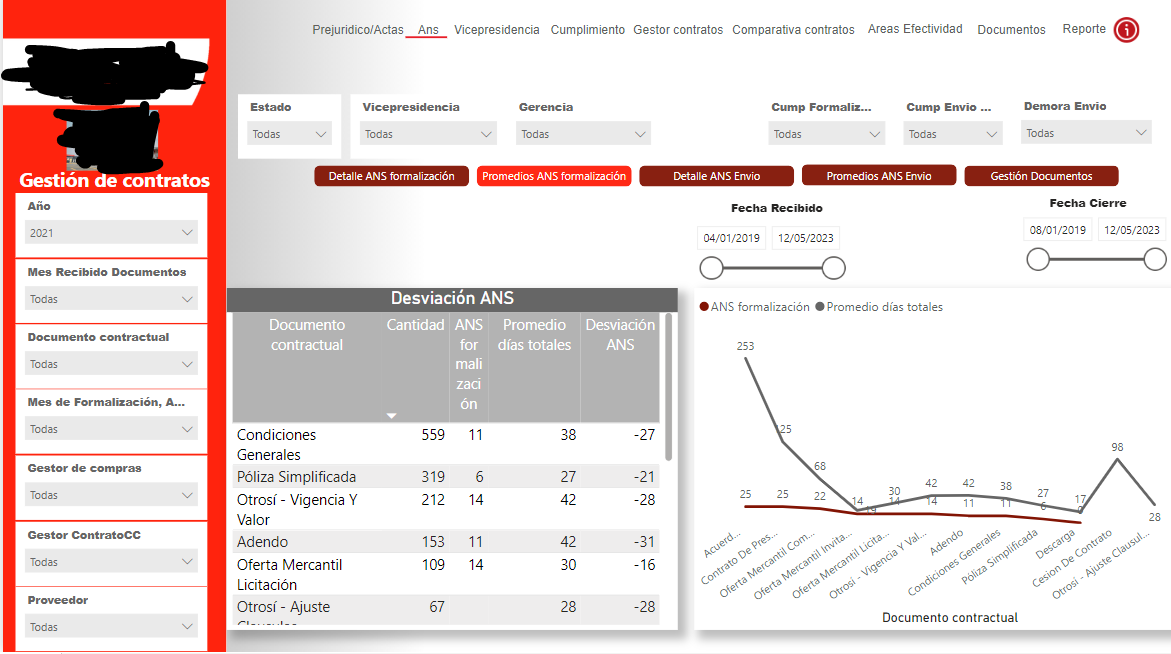 Prejuridico/Actas Ans Vicepresidencia Cumplimiento Gestor contratos Comparativa contratos Areas Efectividad Documentos Reporte
Estado Vicepresidencia Gerencia Cump Formaliz... Cump Envio ... Demora Envio
Todas Todas Todas Todas Todas Todas
Detalle ANS formalización Promedios ANS formalización Detalle ANS Envio Promedios ANS Envio Gestión Documentos
Gestión de contratos
Año
2021
Mes Recibido Documentos
Todas
Documento contractual
Todas
Mes de Formalización, A...
Todas
Gestor de compras
Todas
Gestor ContratoCC
Todas
Proveedor
Todas
Fecha Recibido
04/01/2019 12/05/2023
Fecha Cierre
08/01/2019 12/05/2023
Desviación ANS
Documento contractual Cantidad ANS formalización Promedio días totales Desviación ANS
Condiciones Generales 559 11 38 -27
Póliza Simplificada 319 6 27 -21
Otrosí - Vigencia Y Valor 212 14 42 -28
Adendo 153 11 42 -31
Oferta Mercantil Licitación 109 14 30 -16
Otrosí - Ajuste 67 28 -28
ANS formalización Promedio días totales
253
68
30 42 42 38 27 17 98 28
25 25 22 14 14 14 11 11 6
Acuerd...
Contrato De Pres...
Oferta Mercantil Com...
Oferta Mercantil Invita...
Oferta Mercantil Licita...
Otrosí - Vigencia Y Val...
Adendo
Condiciones Generales
Póliza Simplificada
Descarga
Cesion De Contrato
Otrosí - Ajuste Clausul...
Documento contractual